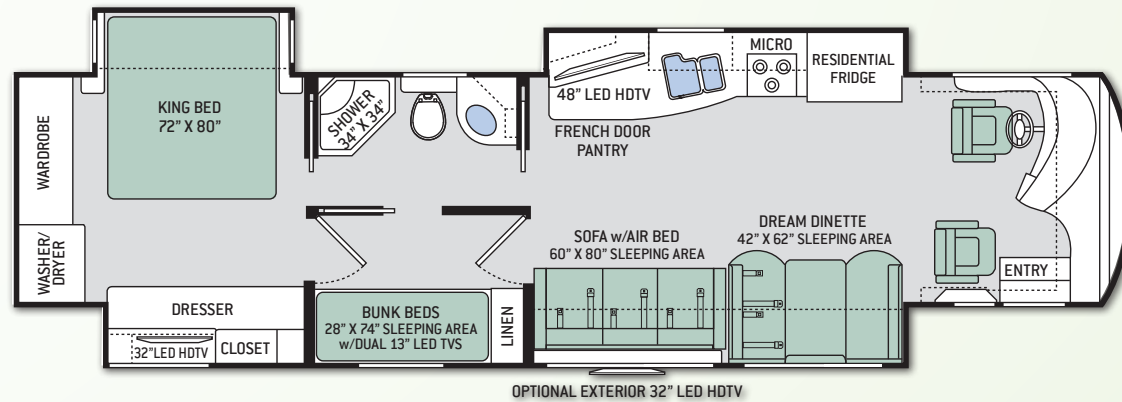 KING BED
72” X 80”
WARDROBE
WASHER/
DRYER
DRESSER
32”LED HDTV
CLOSET
SHOWER
34” X 34”
BUNK BEDS
28” X 74” SLEEPING AREA
w/DUAL 13” LED TVS
LINEN
48” LED HDTV
FRENCH DOOR
PANTRY
MICRO
RESIDENTIAL
FRIDGE
SOFA w/AIR BED
60” X 80” SLEEPING AREA
DREAM DINETTE
42” X 62” SLEEPING AREA
ENTRY
OPTIONAL EXTERIOR 32” LED HDTV